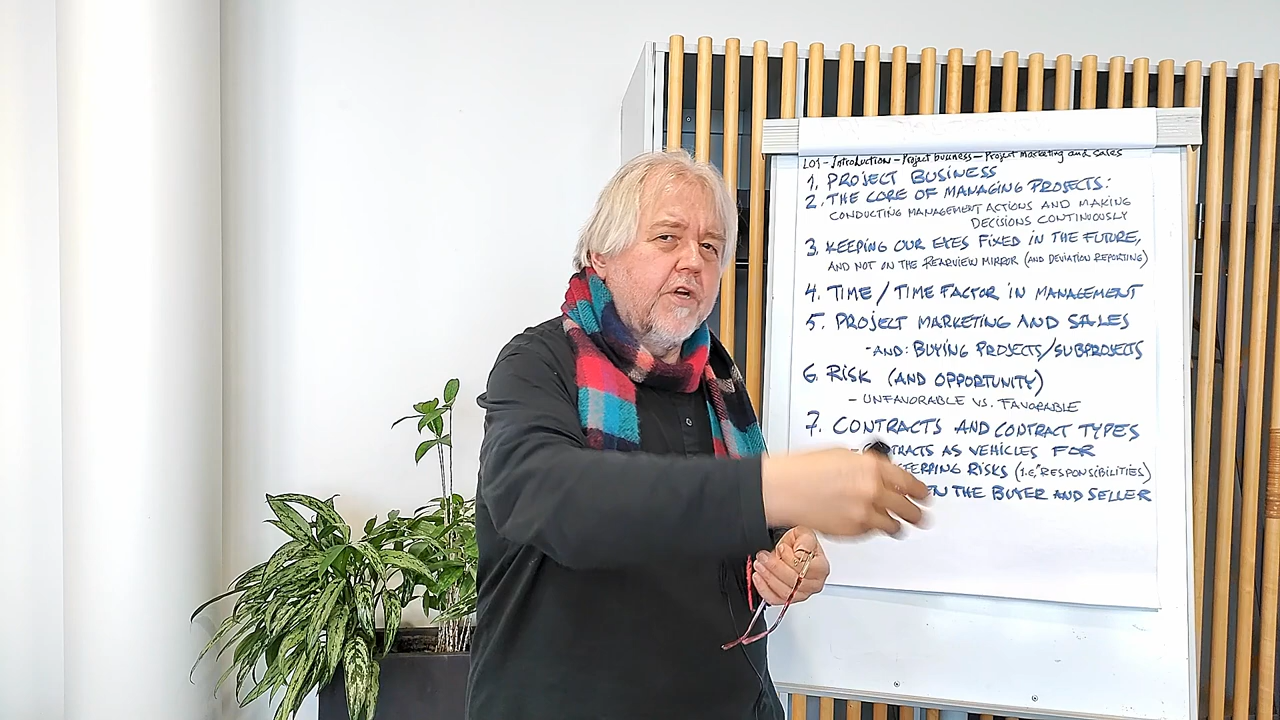 L01 - Introduction - Project business - Project marketing and sales
1. PROJECT BUSINESS
2. THE CORE OF MANAGING PROJECTS:
CONDUCTING MANAGEMENT ACTIONS AND MAKING
DECISIONS CONTINUOUSLY
3. KEEPING OUR EYES FIXED IN THE FUTURE,
AND NOT ON THE REARVIEW MIRROR (AND DEVIATION REPORTING)
4. TIME / TIME FACTOR IN MANAGEMENT
5. PROJECT MARKETING AND SALES
- AND: BUYING PROJECTS/SUBPROJECTS
6. RISK (AND OPPORTUNITY)
- UNFAVORABLE VS. FAVORABLE
7. CONTRACTS AND CONTRACT TYPES
AS VEHICLES FOR
RISKS (I.E. RESPONSIBILITIES)
THE BUYER AND SELLER